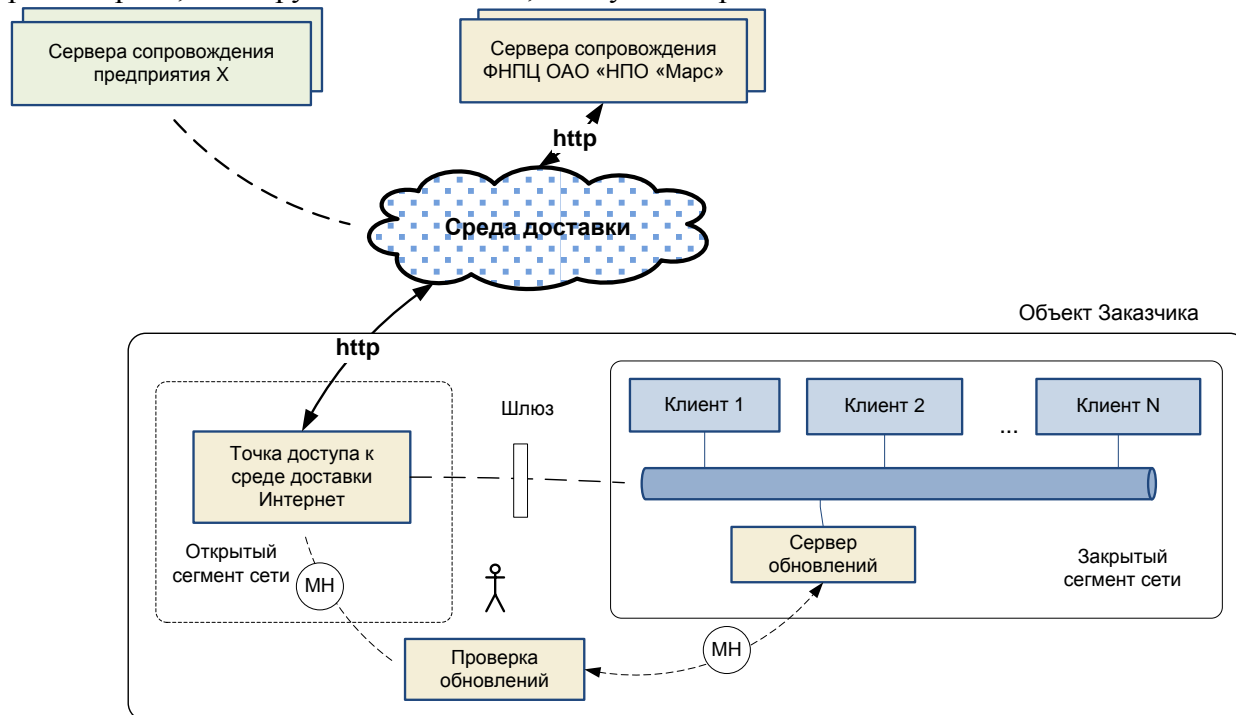 Сервера сопровождения
предприятия X
Сервера сопровождения
ФНПЦ ОАО «НПО «Марс»
http
Среда доставки
Объект Заказчика
http
Шлюз
Клиент 1
Клиент 2
...
Клиент N
Точка доступа к
среде доставки
Интернет
Открытый
сегмент сети
МН
Сервер
обновлений
Закрытый
сегмент сети
МН
Проверка
обновлений